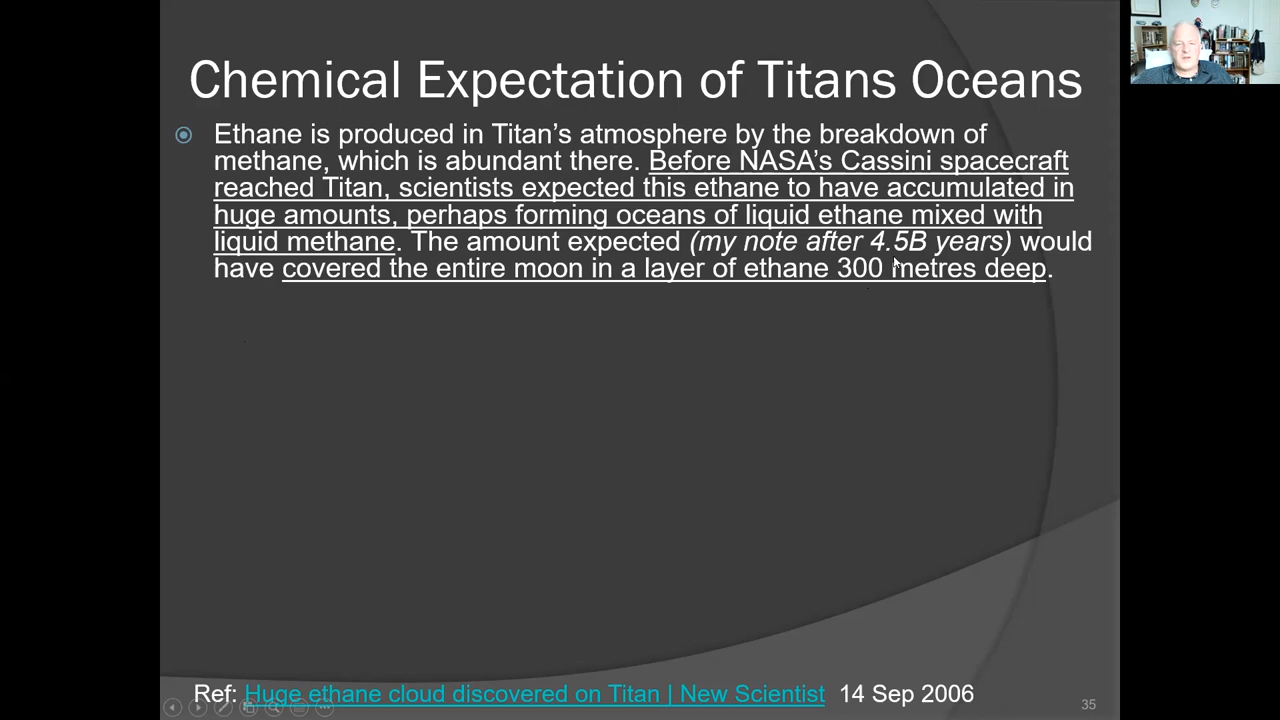 Chemical Expectation of Titans Oceans
Ethane is produced in Titan’s atmosphere by the breakdown of
methane, which is abundant there. Before NASA’s Cassini spacecraft
reached Titan, scientists expected this ethane to have accumulated in
huge amounts, perhaps forming oceans of liquid ethane mixed with
liquid methane. The amount expected (my note after 4.5B years) would
have covered the entire moon in a layer of ethane 300 metres deep.
Ref: Huge ethane cloud discovered on Titan | New Scientist 14 Sep 2006
35